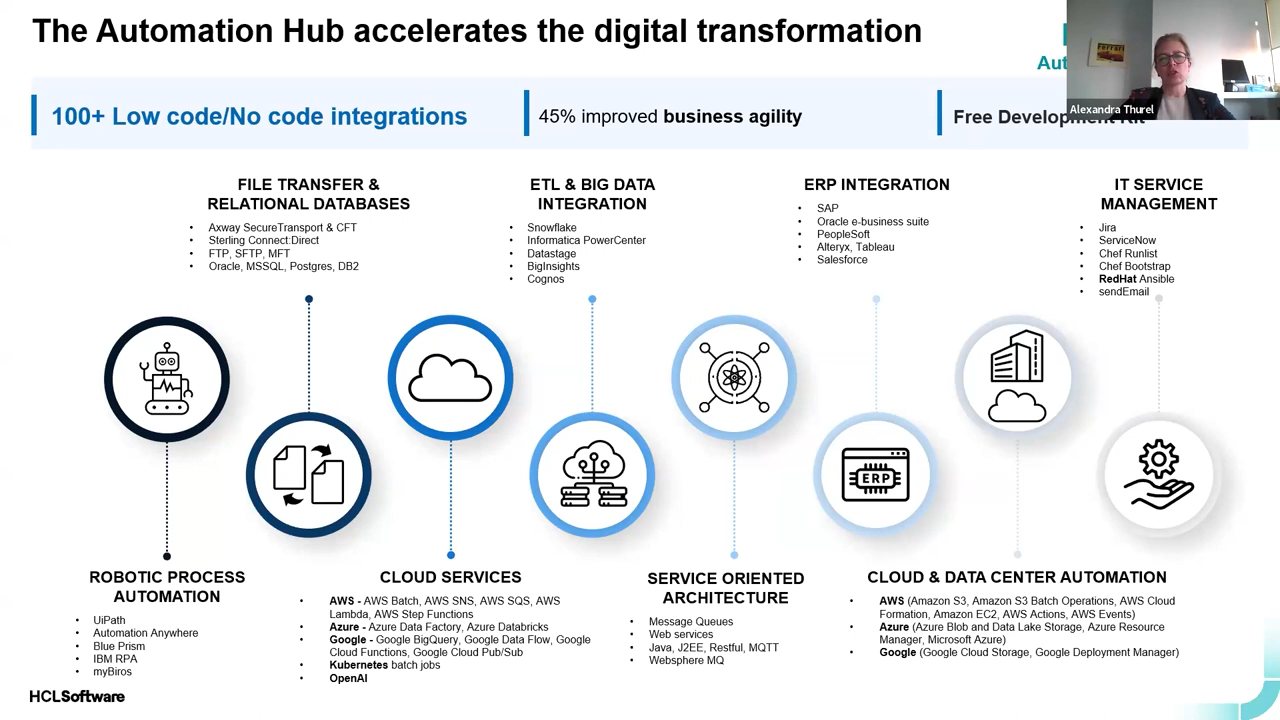 The Automation Hub accelerates the digital transformation
Aut
Alexandra Thurel
100+ Low code/No code integrations
45% improved business agility
Free Development Kit
FILE TRANSFER &
RELATIONAL DATABASES
• Axway SecureTransport & CFT
• Sterling Connect:Direct
• FTP, SFTP, MFT
• Oracle, MSSQL, Postgres, DB2
ETL & BIG DATA
INTEGRATION
• Snowflake
• Informatica PowerCenter
• Datastage
• BigInsights
• Cognos
ERP INTEGRATION
• SAP
• Oracle e-business suite
• PeopleSoft
• Alteryx, Tableau
• Salesforce
IT SERVICE
MANAGEMENT
• Jira
• ServiceNow
• Chef Runlist
• Chef Bootstrap
• RedHat Ansible
• sendEmail
ERP
ROBOTIC PROCESS
AUTOMATION
• UiPath
• Automation Anywhere
• Blue Prism
• IBM RPA
• myBiros
CLOUD SERVICES
• AWS - AWS Batch, AWS SNS, AWS SQS, AWS
Lambda, AWS Step Functions
• Azure - Azure Data Factory, Azure Databricks
• Google - Google BigQuery, Google Data Flow, Google
Cloud Functions, Google Cloud Pub/Sub
• Kubernetes batch jobs
• OpenAI
SERVICE ORIENTED
ARCHITECTURE
• Message Queues
• Web services
• Java, J2EE, Restful, MQTT
• Websphere MQ
CLOUD & DATA CENTER AUTOMATION
• AWS (Amazon S3, Amazon S3 Batch Operations, AWS Cloud
Formation, Amazon EC2, AWS Actions, AWS Events)
• Azure (Azure Blob and Data Lake Storage, Azure Resource
Manager, Microsoft Azure)
• Google (Google Cloud Storage, Google Deployment Manager)
HCLSoftware